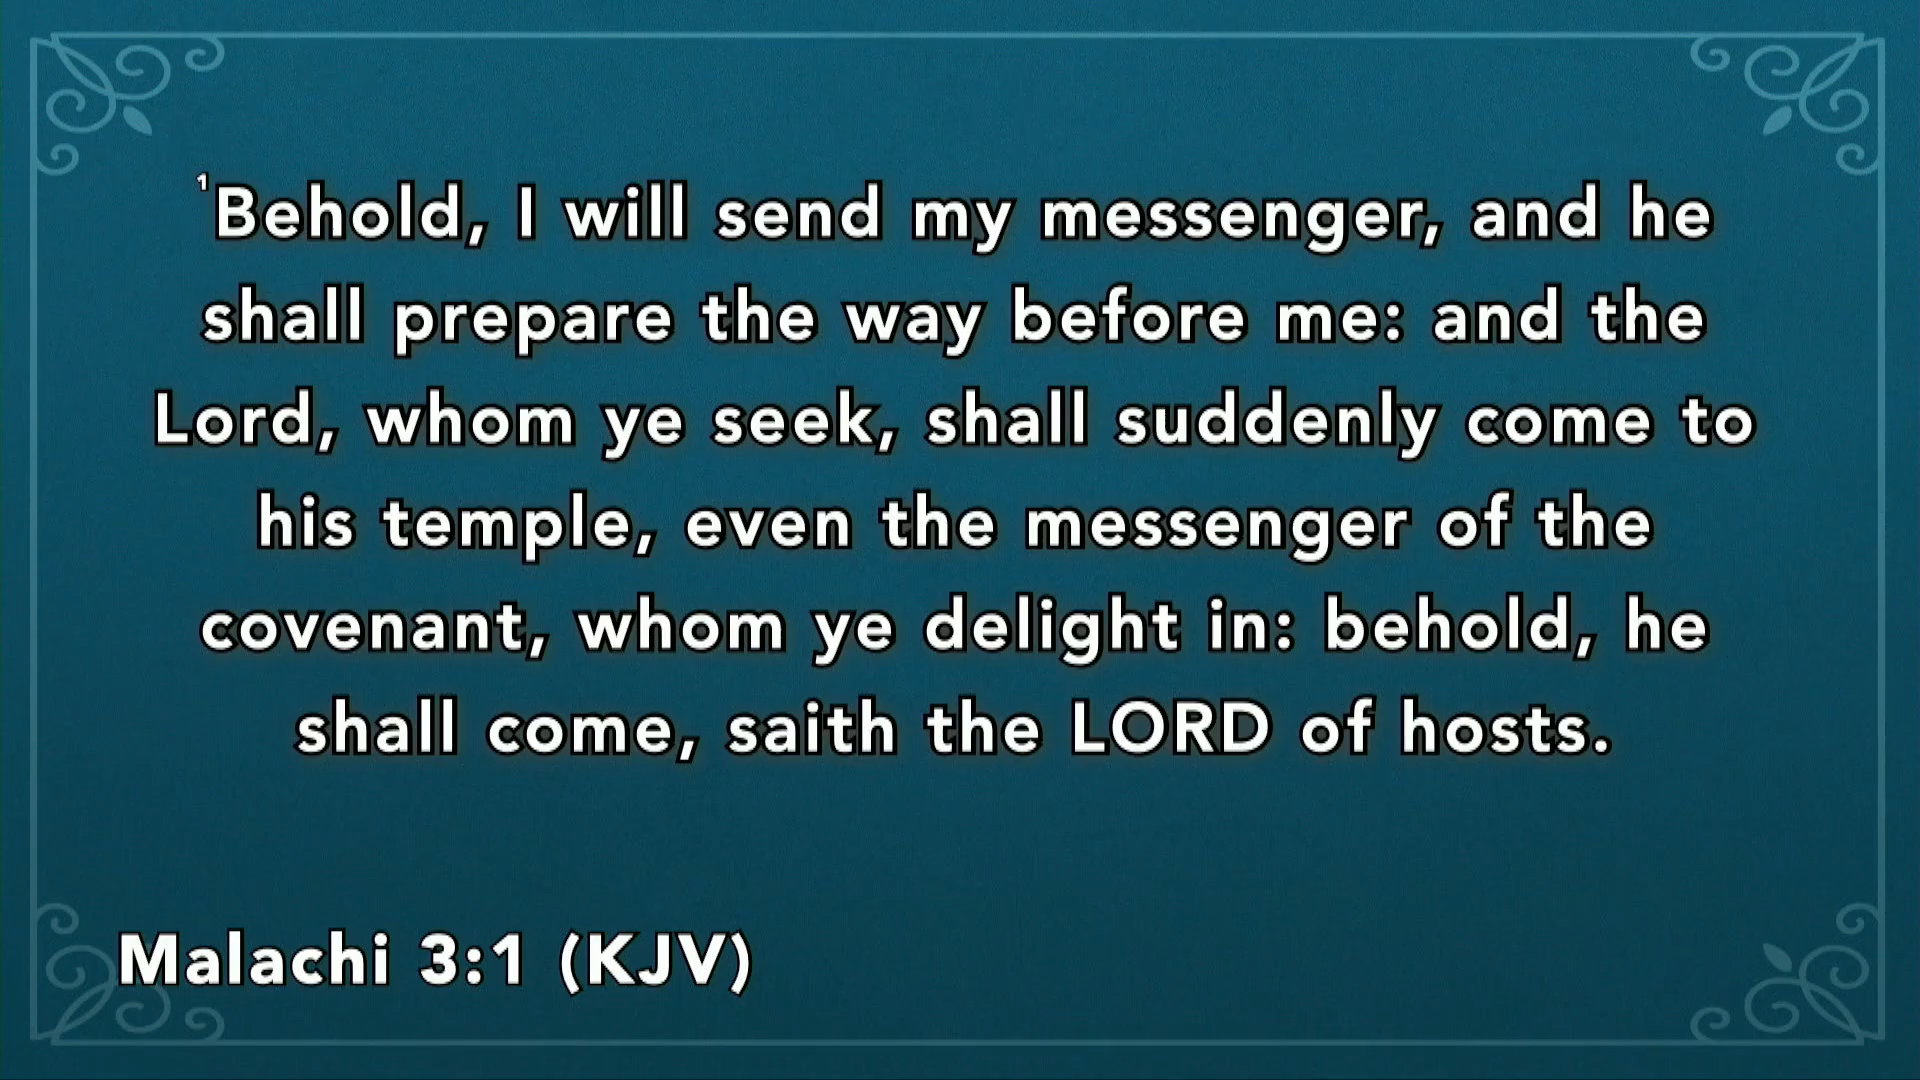 ¹Behold, I will send my messenger, and he
shall prepare the way before me: and the
Lord, whom ye seek, shall suddenly come to
his temple, even the messenger of the
covenant, whom ye delight in: behold, he
shall come, saith the LORD of hosts.
Malachi 3:1 (KJV)